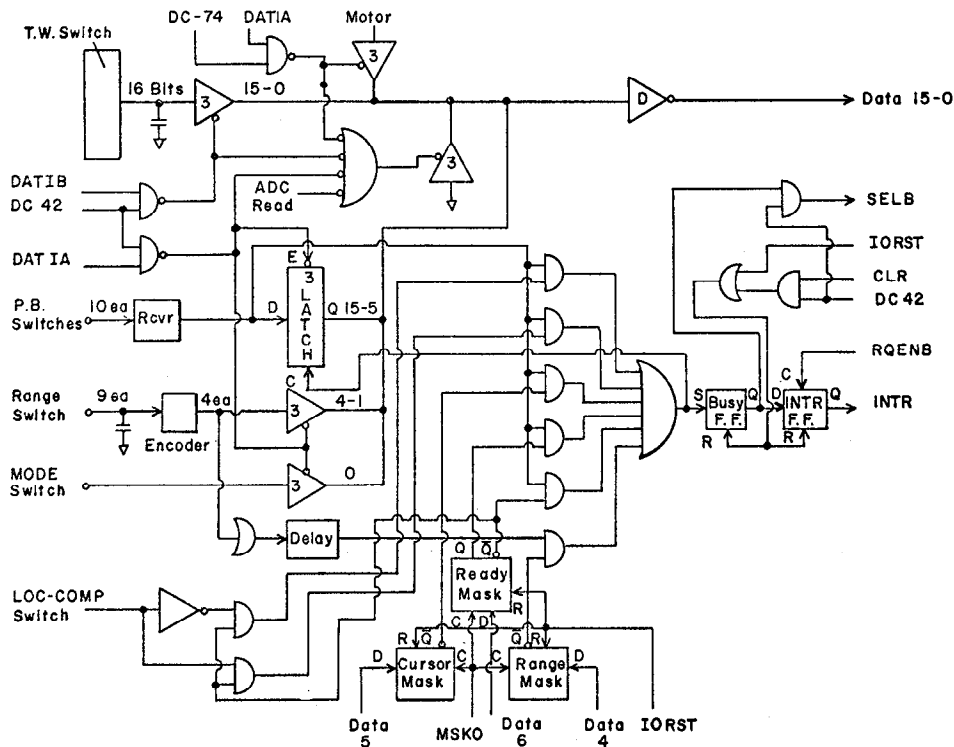 T.W. Switch
DC-74
DATIA
Motor
3
16 Bits
3
15-0
D
Data 15-0
3
DATIB
DC 42
ADC
Read
SELB
IORST
DATIA
CLR
DC 42
E
3
P.B.
Switches
10ea
Rcvr
D
LATCH
Q 15-5
C
RQENB
C
Range
Switch
9ea
Encoder
4ea
3
4-1
S
Busy
F.F.
Q
R
D
INTR
F.F.
Q
R
INTR
MODE
Switch
3
0
Delay
Q
Q̅
Ready
Mask
R
C
D
LOC-COMP
Switch
R
Q̅
D
Cursor
Mask
C
C
Q̅
R
Range
Mask
D
Data
5
MSKO
Data
6
Data
4
IORST